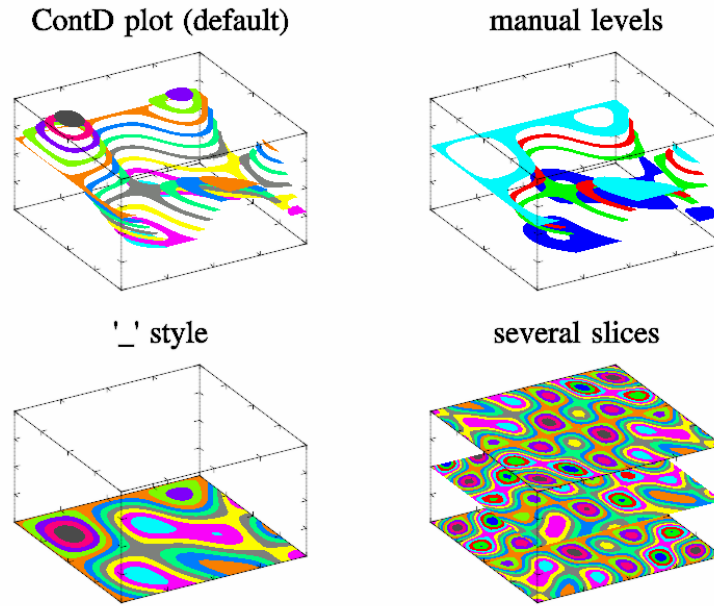 ContD plot (default)
manual levels
'_' style
several slices